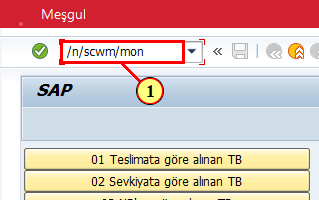 Meşgul
/n/scwm/mon
1
SAP
01 Teslimata göre alınan TB
02 Sevkiyata göre alınan TB